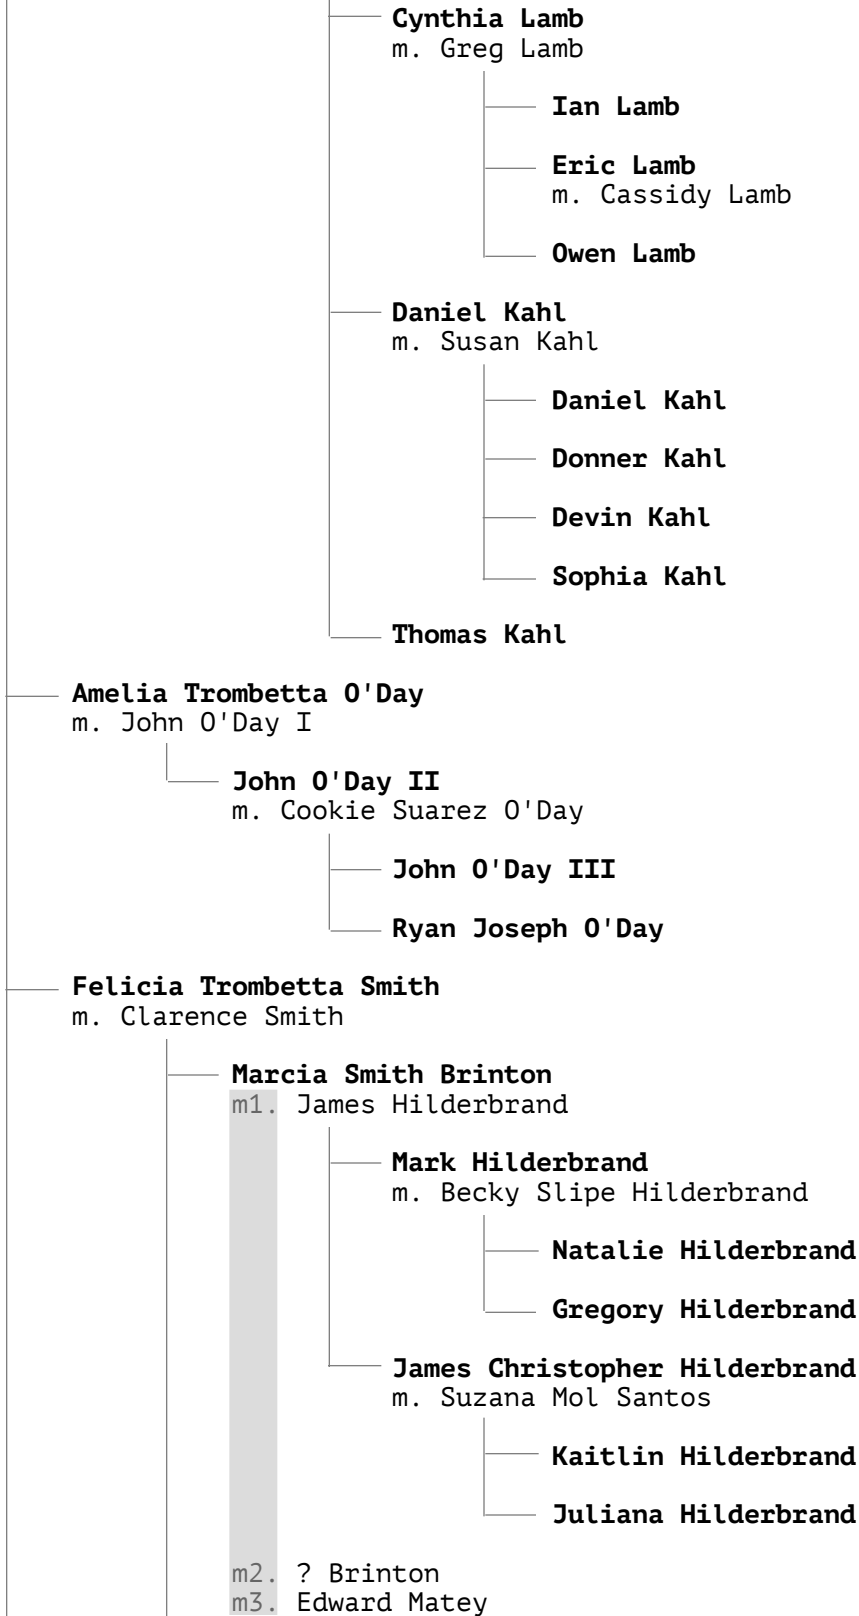 Cynthia Lamb
m. Greg Lamb
Ian Lamb
Eric Lamb
m. Cassidy Lamb
Owen Lamb
Daniel Kahl
m. Susan Kahl
Daniel Kahl
Donner Kahl
Devin Kahl
Sophia Kahl
Thomas Kahl
Amelia Trombetta O'Day
m. John O'Day I
John O'Day II
m. Cookie Suarez O'Day
John O'Day III
Ryan Joseph O'Day
Felicia Trombetta Smith
m. Clarence Smith
Marcia Smith Brinton
m1. James Hilderbrand
Mark Hilderbrand
m. Becky Slipe Hilderbrand
Natalie Hilderbrand
Gregory Hilderbrand
James Christopher Hilderbrand
m. Suzana Mol Santos
Kaitlin Hilderbrand
Juliana Hilderbrand
m2. ? Brinton
m3. Edward Matey